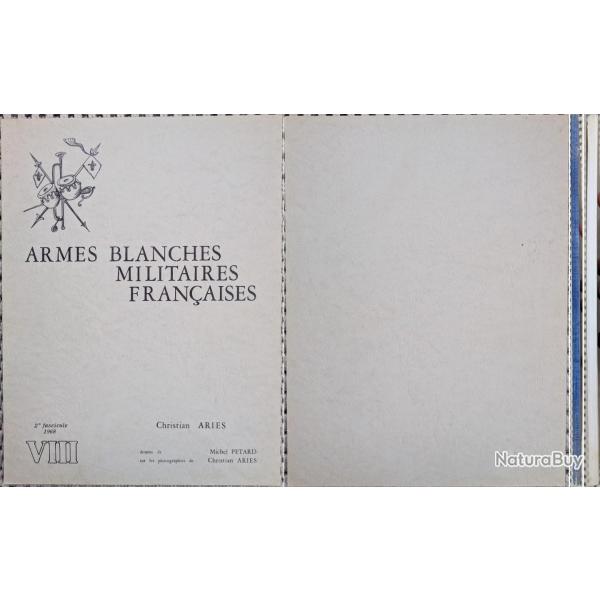 ARMES BLANCHES
MILITAIRES
FRANÇAISES
2e fascicule
1968
Christian ARIES
VIII
dessins de Michel PETARD
sur les photographies de Christian ARIES
NaturaBuy